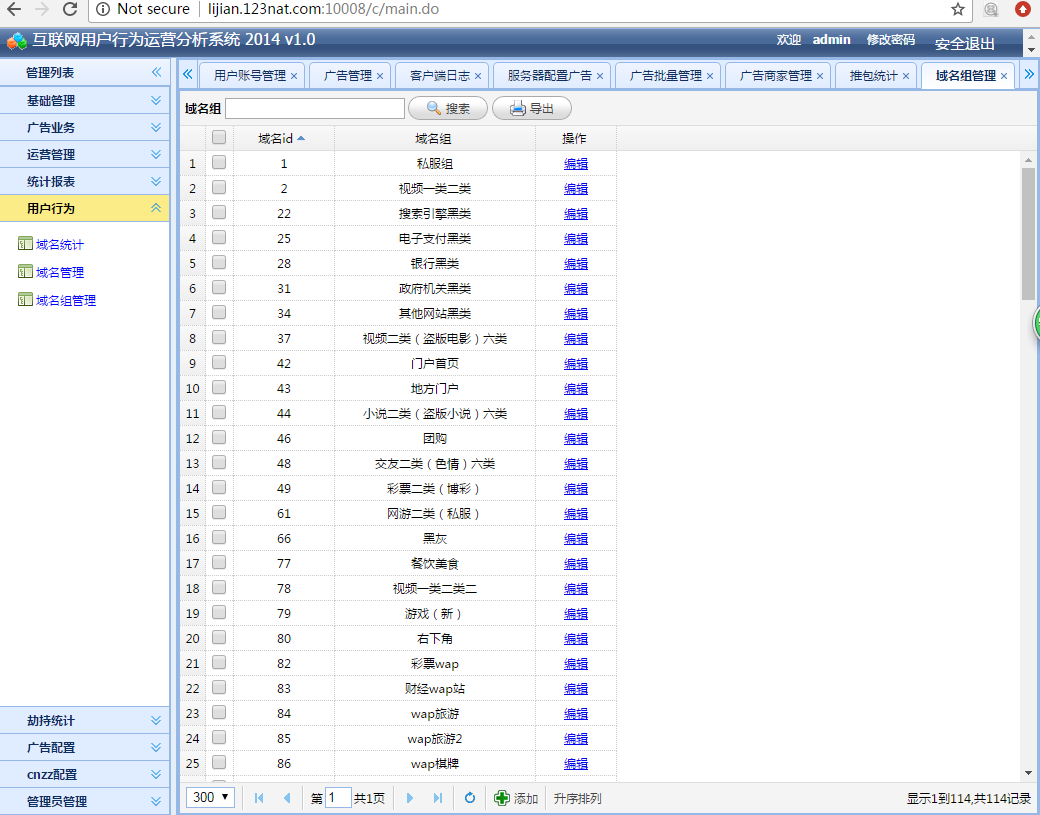 Not secure lijian.123nat.com:10008/c/main.do
互联网用户行为运营分析系统 2014 v1.0 欢迎 admin 修改密码 安全退出
管理列表
基础管理
广告业务
运营管理
统计报表
用户行为
域名统计
域名管理
域名组管理
劫持统计
广告配置
cnzz配置
管理员管理
用户账号管理 × 广告管理 × 客户端日志 × 服务器配置广告 × 广告批量管理 × 广告商家管理 × 推包统计 × 域名组管理 ×
域名组 搜索 导出
域名id 域名组 操作
1 1 私服组 编辑
2 2 视频一类二类 编辑
3 22 搜索引擎黑类 编辑
4 25 电子支付黑类 编辑
5 28 银行黑类 编辑
6 31 政府机关黑类 编辑
7 34 其他网站黑类 编辑
8 37 视频二类（盗版电影）六类 编辑
9 42 门户首页 编辑
10 43 地方门户 编辑
11 44 小说二类（盗版小说）六类 编辑
12 46 团购 编辑
13 48 交友二类（色情）六类 编辑
14 49 彩票二类（博彩） 编辑
15 61 网游二类（私服） 编辑
16 66 黑灰 编辑
17 77 餐饮美食 编辑
18 78 视频一类二类二 编辑
19 79 游戏（新） 编辑
20 80 右下角 编辑
21 82 彩票wap 编辑
22 83 财经wap站 编辑
23 84 wap旅游 编辑
24 85 wap旅游2 编辑
25 86 wap棋牌 编辑
300 第 1 共1页 添加 升序排列 显示1到114,共114记录